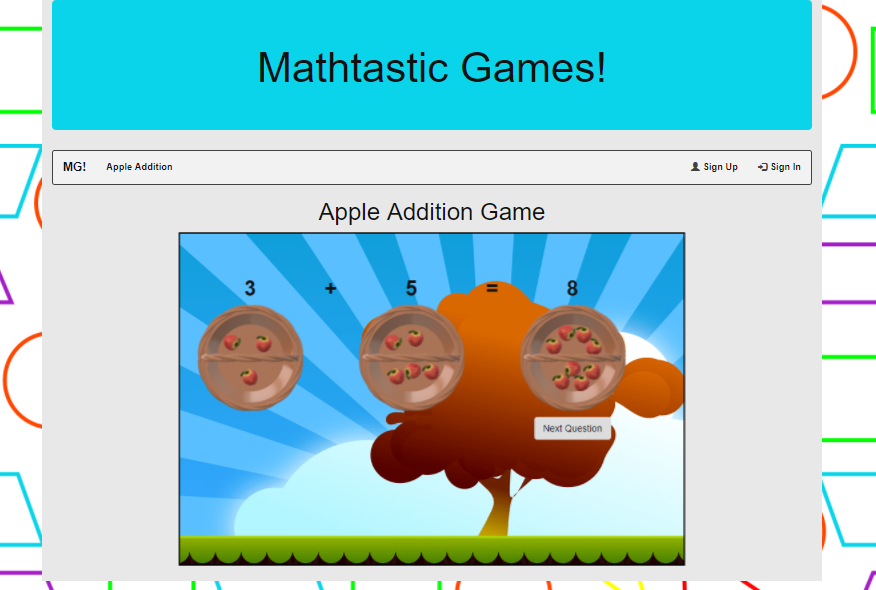 Mathtastic Games!
MG! Apple Addition Sign Up Sign In
Apple Addition Game
3 + 5 = 8
Next Question